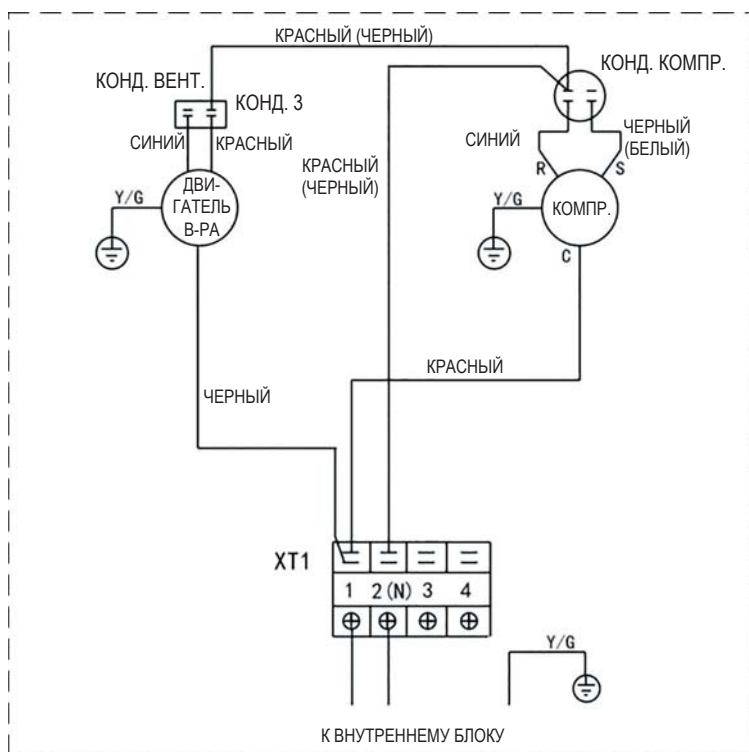 КРАСНЫЙ (ЧЕРНЫЙ)
КОНД. ВЕНТ.
КОНД. 3
КОНД. КОМПР.
СИНИЙ
КРАСНЫЙ
КРАСНЫЙ
(ЧЕРНЫЙ)
СИНИЙ
ЧЕРНЫЙ
(БЕЛЫЙ)
R
S
Y/G
ДВИ-
ГАТЕЛЬ
В-РА
Y/G
КОМПР.
C
КРАСНЫЙ
ЧЕРНЫЙ
XT1
1 2(N) 3 4
Y/G
К ВНУТРЕННЕМУ БЛОКУ